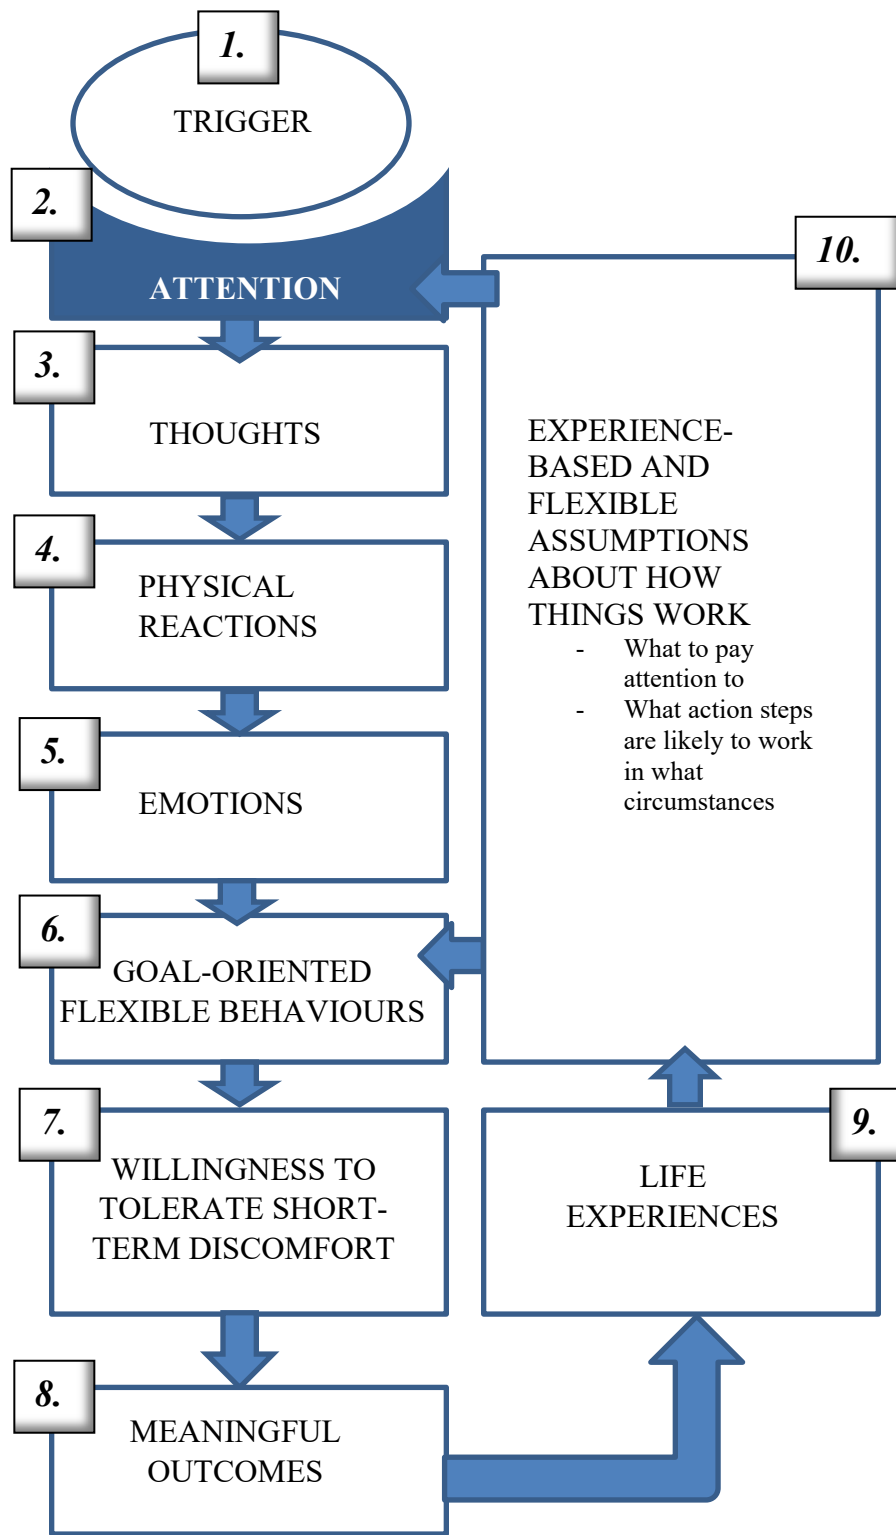 1.
TRIGGER
2.
ATTENTION
3.
THOUGHTS
4.
PHYSICAL
REACTIONS
5.
EMOTIONS
6.
GOAL-ORIENTED
FLEXIBLE BEHAVIOURS
7.
WILLINGNESS TO
TOLERATE SHORT-
TERM DISCOMFORT
8.
MEANINGFUL
OUTCOMES
9.
LIFE
EXPERIENCES
10.
EXPERIENCE-
BASED AND
FLEXIBLE
ASSUMPTIONS
ABOUT HOW
THINGS WORK
- What to pay
attention to
- What action steps
are likely to work
in what
circumstances